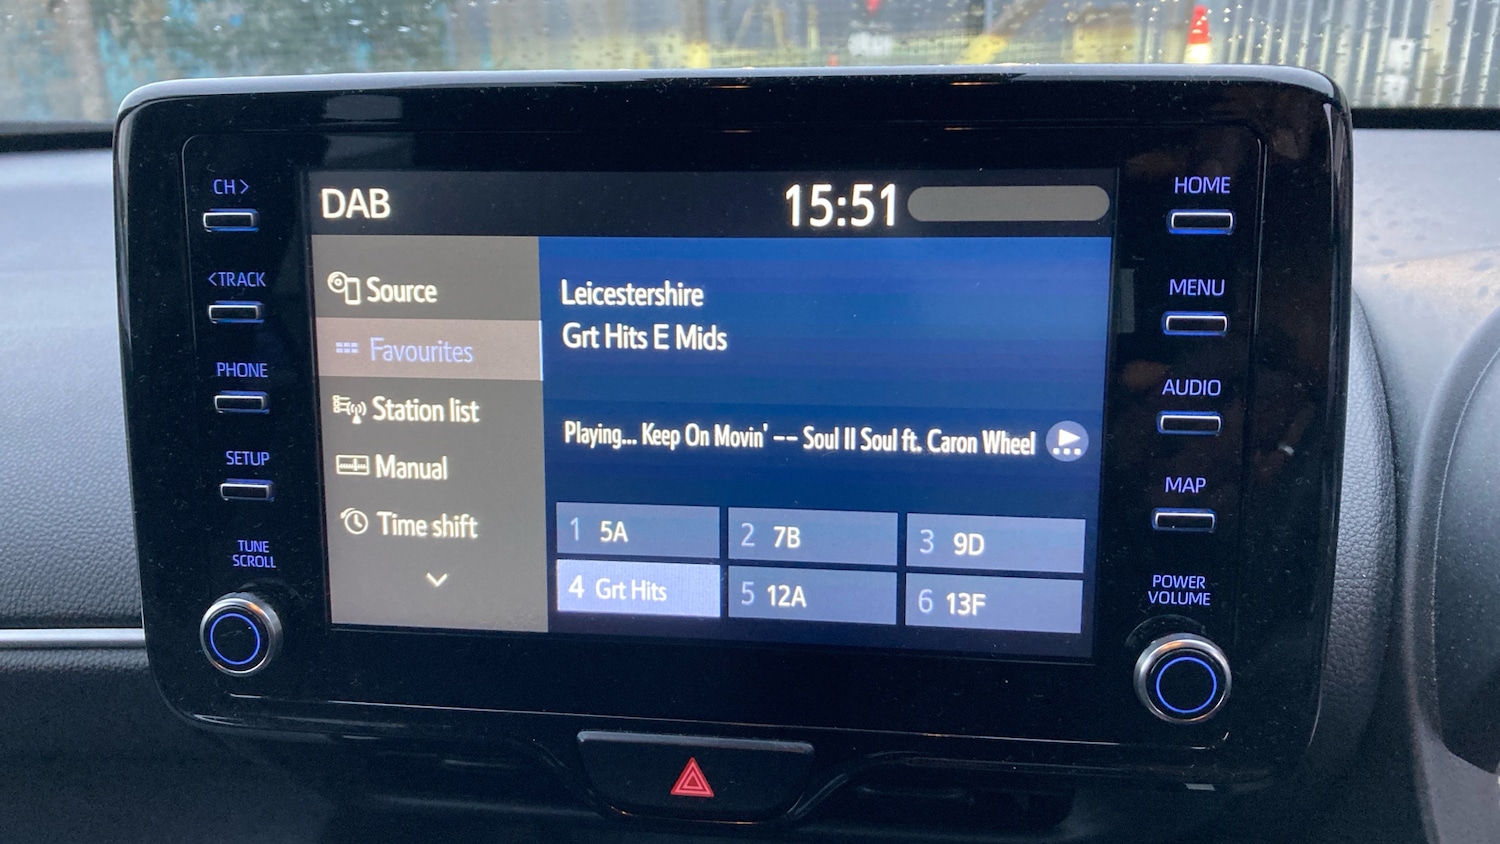 CH >
< TRACK
PHONE
SETUP
TUNE
SCROLL
DAB
15:51
Source
Favourites
Station list
Manual
Time shift
Leicestershire
Grt Hits E Mids
Playing... Keep On Movin' -- Soul II Soul ft. Caron Wheel
1 5A
2 7B
3 9D
4 Grt Hits
5 12A
6 13F
HOME
MENU
AUDIO
MAP
POWER
VOLUME